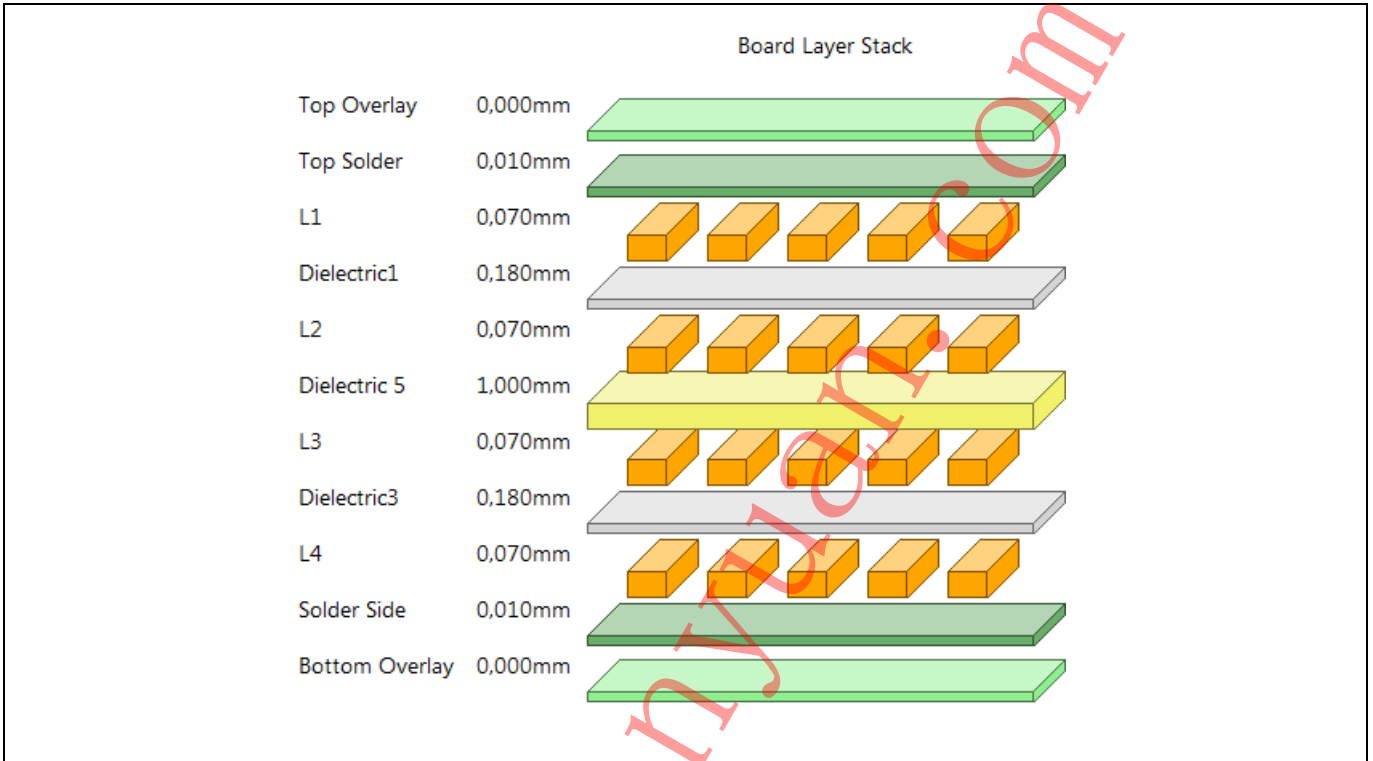 Board Layer Stack
Top Overlay 0,000mm
Top Solder 0,010mm
L1 0,070mm
Dielectric1 0,180mm
L2 0,070mm
Dielectric 5 1,000mm
L3 0,070mm
Dielectric3 0,180mm
L4 0,070mm
Solder Side 0,010mm
Bottom Overlay 0,000mm
nyuan.com